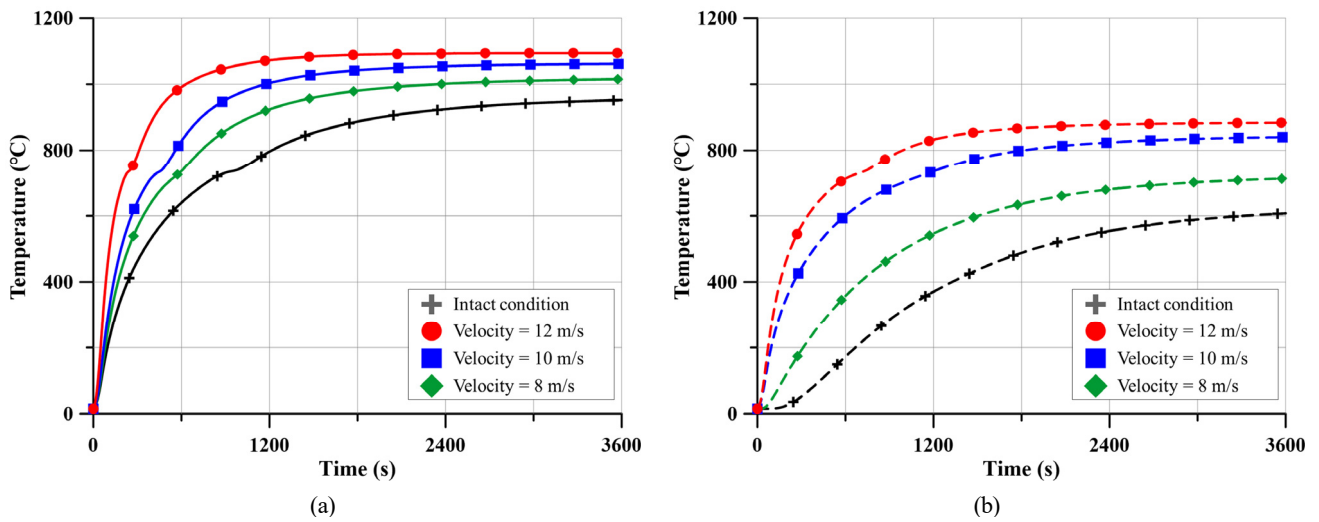 1200
800
400
0
Temperature (℃)
0
1200
2400
3600
Time (s)
Intact condition
Velocity = 12 m/s
Velocity = 10 m/s
Velocity = 8 m/s
(a)
1200
800
400
0
Temperature (℃)
0
1200
2400
3600
Time (s)
Intact condition
Velocity = 12 m/s
Velocity = 10 m/s
Velocity = 8 m/s
(b)